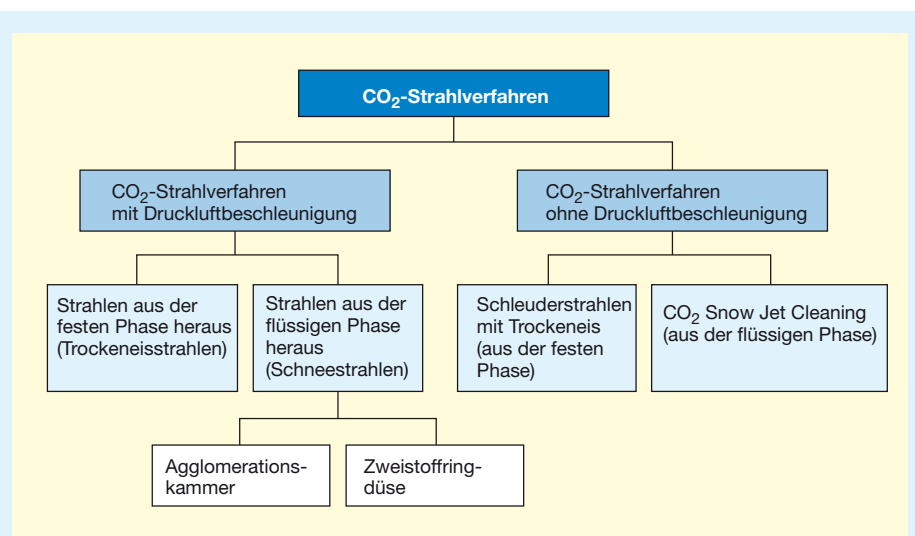 CO₂-Strahlverfahren
CO₂-Strahlverfahren
mit Druckluftbeschleunigung
CO₂-Strahlverfahren
ohne Druckluftbeschleunigung
Strahlen aus der
festen Phase heraus
(Trockeneisstrahlen)
Strahlen aus der
flüssigen Phase
heraus
(Schneestrahlen)
Schleuderstrahlen
mit Trockeneis
(aus der festen
Phase)
CO₂ Snow Jet Cleaning
(aus der flüssigen Phase)
Agglomerations-
kammer
Zweistoffring-
düse